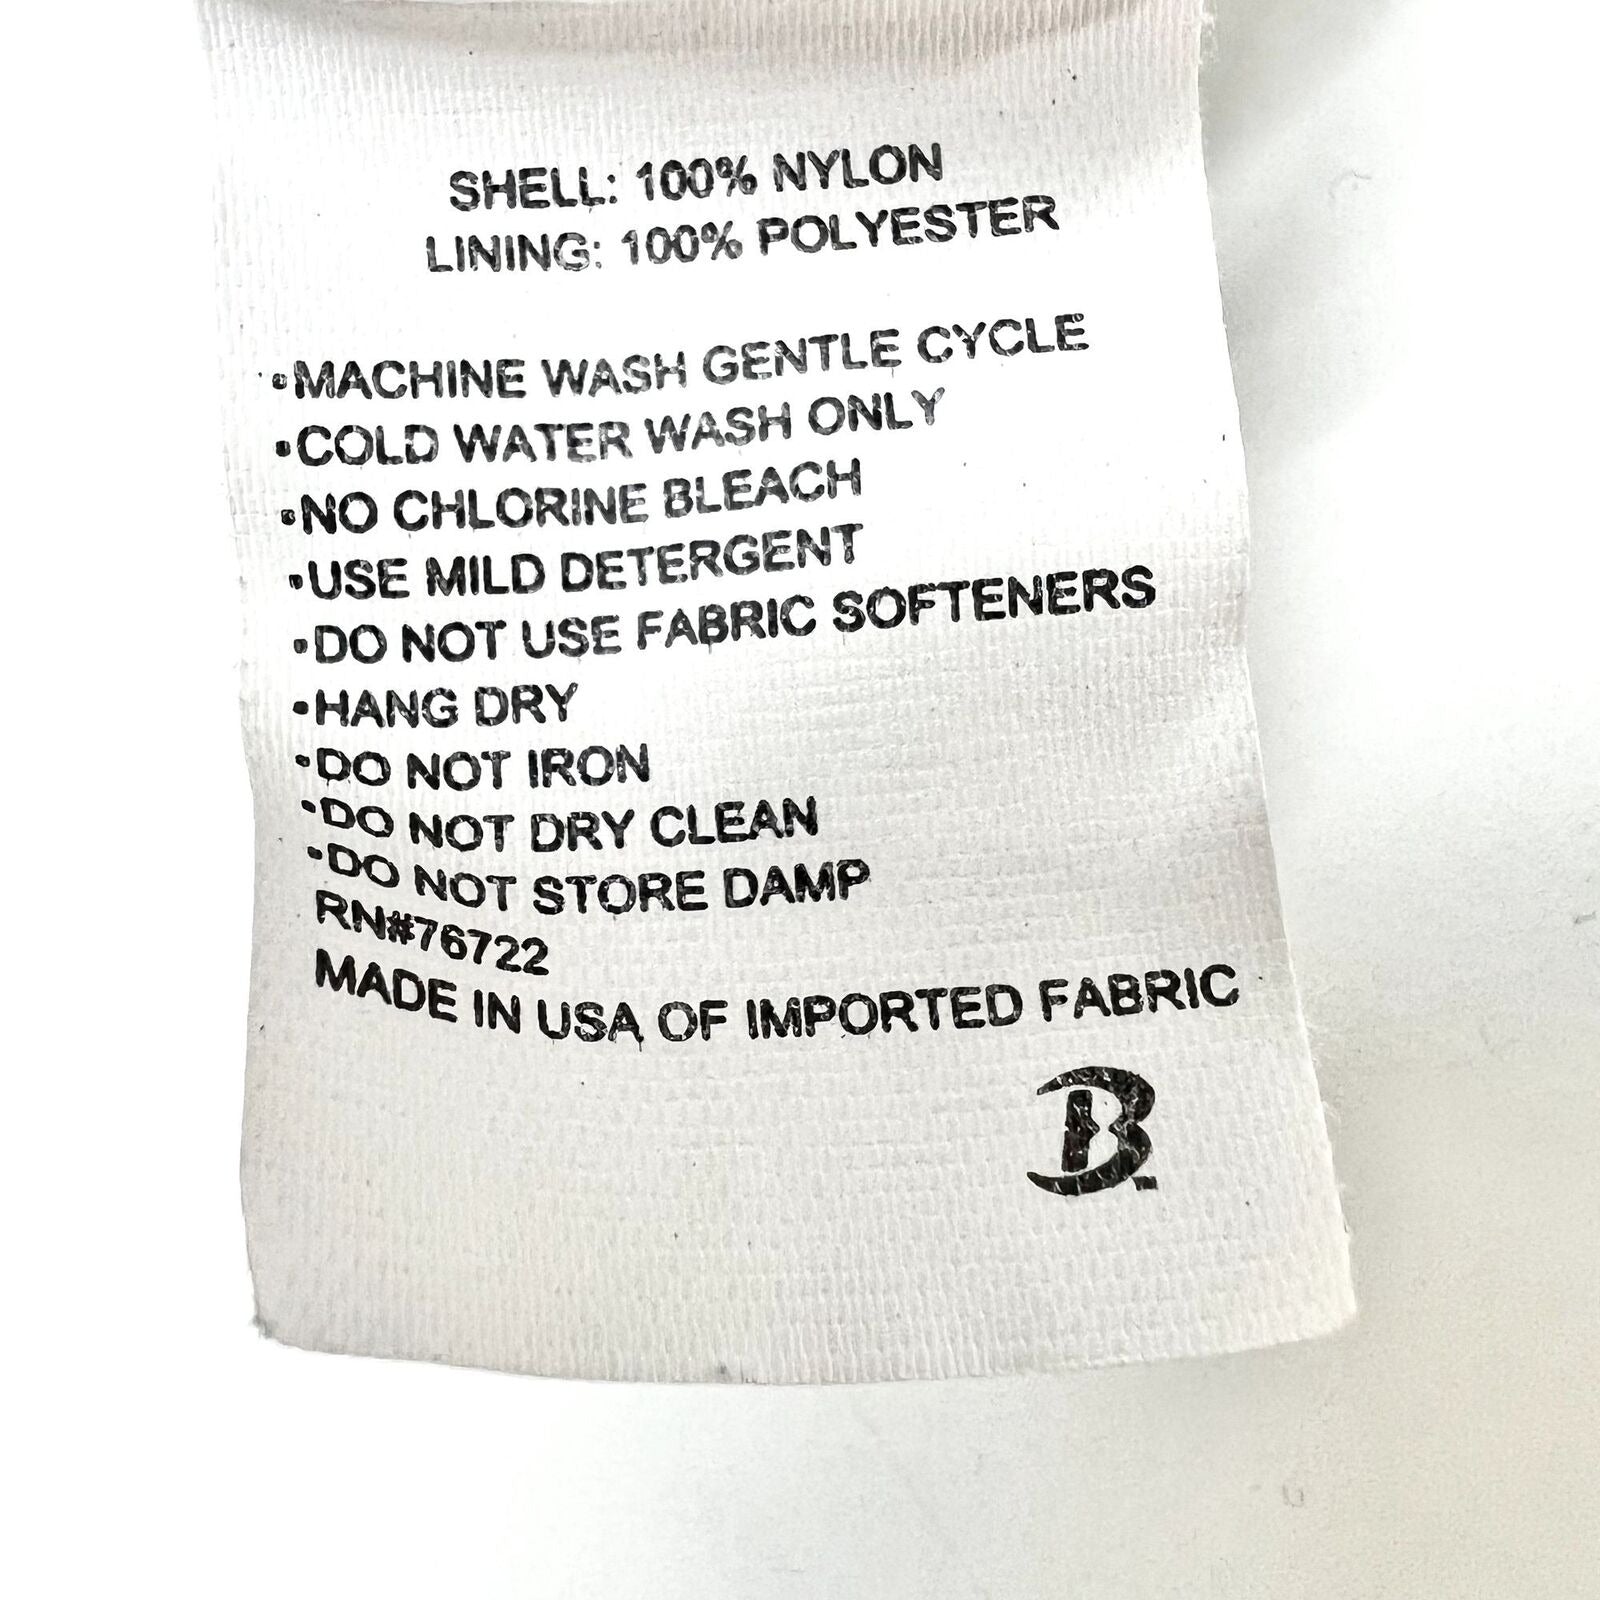 SHELL: 100% NYLON
LINING: 100% POLYESTER
•MACHINE WASH GENTLE CYCLE
•COLD WATER WASH ONLY
•NO CHLORINE BLEACH
•USE MILD DETERGENT
•DO NOT USE FABRIC SOFTENERS
•HANG DRY
•DO NOT IRON
•DO NOT DRY CLEAN
•DO NOT STORE DAMP
RN#76722
MADE IN USA OF IMPORTED FABRIC
B